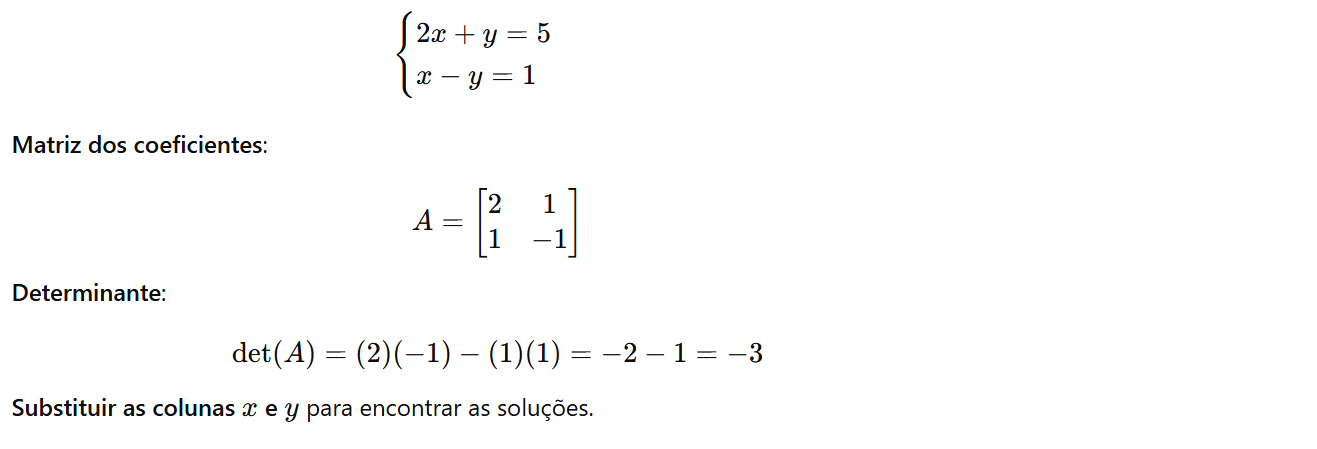 2x + y = 5
x − y = 1
Matriz dos coeficientes:
A = [2 1
1 −1]
Determinante:
det(A) = (2)(−1) − (1)(1) = −2 − 1 = −3
Substituir as colunas x e y para encontrar as soluções.